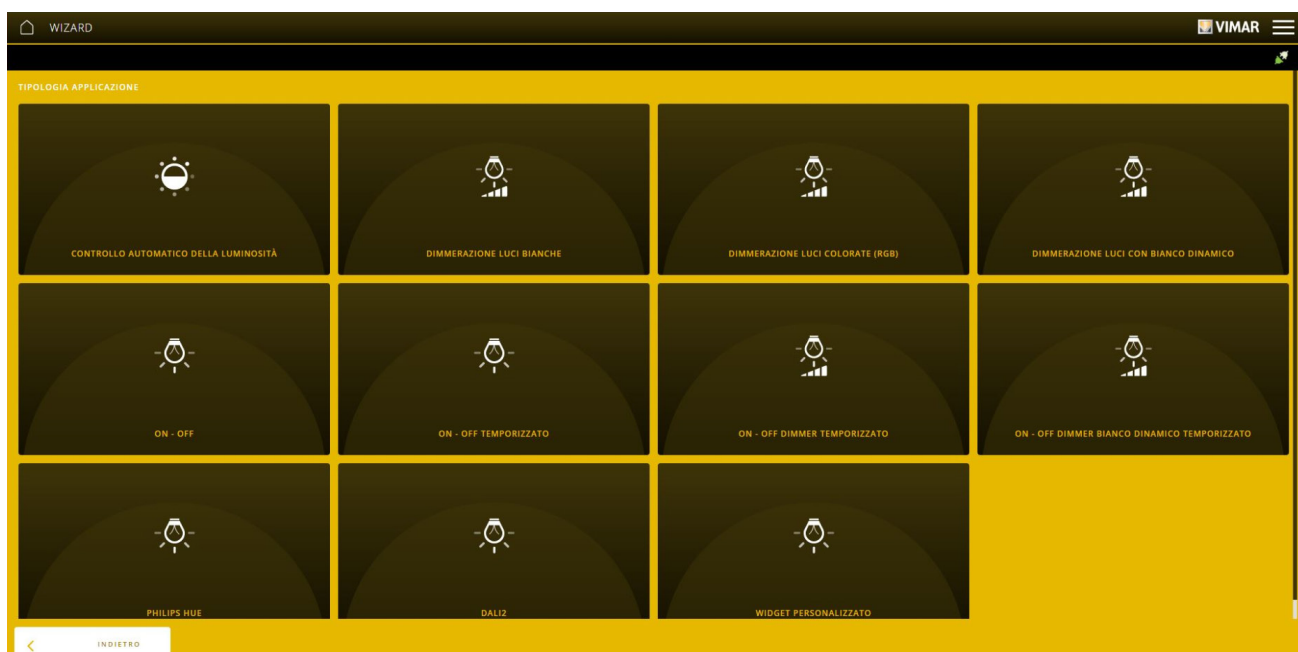 WIZARD
VIMAR
TIPOLOGIA APPLICAZIONE
CONTROLLO AUTOMATICO DELLA LUMINOSITÀ
DIMMERAZIONE LUCI BIANCHE
DIMMERAZIONE LUCI COLORATE (RGB)
DIMMERAZIONE LUCI CON BIANCO DINAMICO
ON - OFF
ON - OFF TEMPORIZZATO
ON - OFF DIMMER TEMPORIZZATO
ON - OFF DIMMER BIANCO DINAMICO TEMPORIZZATO
PHILIPS HUE
DALI2
WIDGET PERSONALIZZATO
INDIETRO